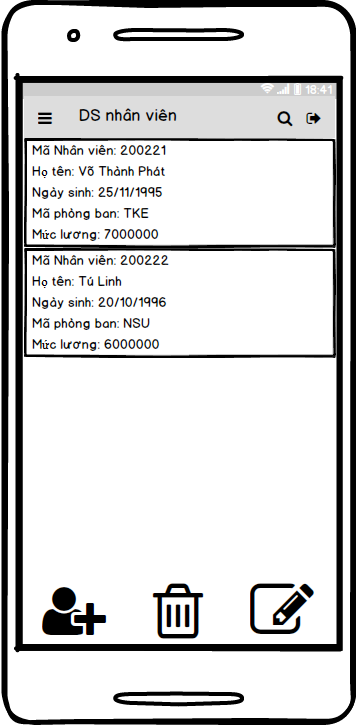 18:41
DS nhân viên
Mã Nhân viên: 200221
Họ tên: Võ Thành Phát
Ngày sinh: 25/11/1995
Mã phòng ban: TKE
Mức lương: 7000000
Mã Nhân viên: 200222
Họ tên: Tú Linh
Ngày sinh: 20/10/1996
Mã phòng ban: NSU
Mức lương: 6000000